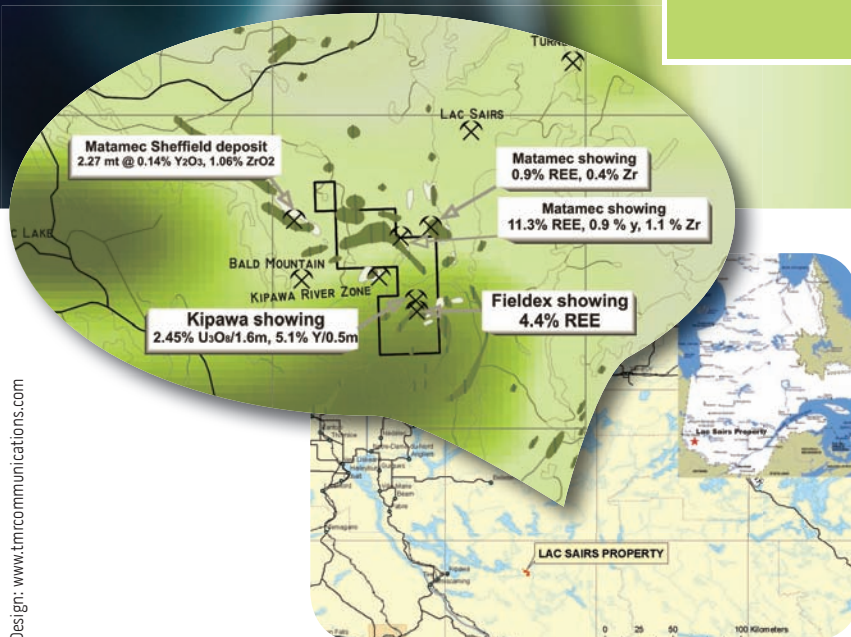 TURN
LAC SAIRS
Matamec Sheffield deposit
2.27 mt @ 0.14% Y2O3, 1.06% ZrO2
Matamec showing
0.9% REE, 0.4% Zr
Matamec showing
11.3% REE, 0.9 % y, 1.1 % Zr
C LAKE
BALD MOUNTAIN
KIPAWA RIVER ZONE
Kipawa showing
2.45% U3O8/1.6m, 5.1% Y/0.5m
Fieldex showing
4.4% REE
Lac Sairs Property
LAC SAIRS PROPERTY
0 25 50 100 Kilometers
Design: www.tmrcommunications.com